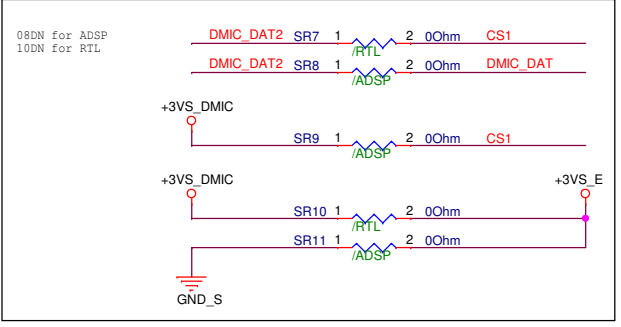 08DN for ADSP
10DN for RTL
DMIC_DAT2 SR7 1 2 0Ohm CS1
/RTL
DMIC_DAT2 SR8 1 2 0Ohm DMIC_DAT
/ADSP
+3VS_DMIC
SR9 1 2 0Ohm CS1
/ADSP
+3VS_DMIC +3VS_E
SR10 1 2 0Ohm
/RTL
SR11 1 2 0Ohm
/ADSP
GND_S